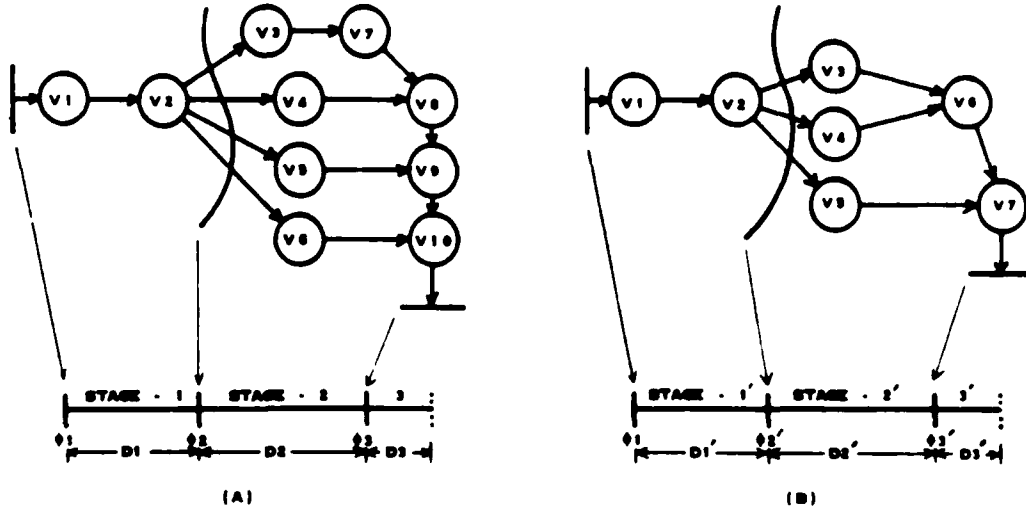 V1
V2
V3
V7
V4
V8
V5
V9
V6
V10
STAGE - 1
STAGE - 2
3
φ1
φ2
φ3
D1
D2
D3
(A)
V1
V2
V3
V4
V6
V5
V7
STAGE - 1'
STAGE - 2'
3'
φ1'
φ2'
φ3'
D1'
D2'
D3'
(B)